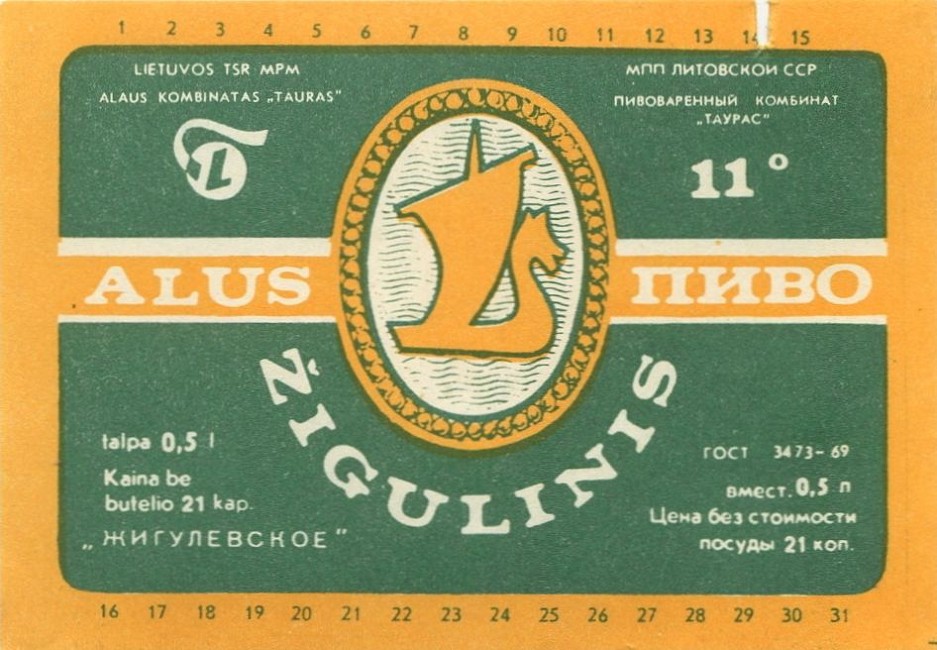 1 2 3 4 5 6 7 8 9 10 11 12 13 14 15
LIETUVOS TSR MPM
ALAUS KOMBINATAS „TAURAS"
МПП ЛИТОВСКОЙ ССР
ПИВОВАРЕННЫЙ КОМБИНАТ
„ТАУРАС"
11°
ALUS
ПИВО
ŽIGULINIS
talpa 0,5 l
Kaina be
butelio 21 kap.
„ЖИГУЛЕВСКОЕ"
ГОСТ 3473-69
вмест. 0,5 л
Цена без стоимости
посуды 21 коп.
16 17 18 19 20 21 22 23 24 25 26 27 28 29 30 31